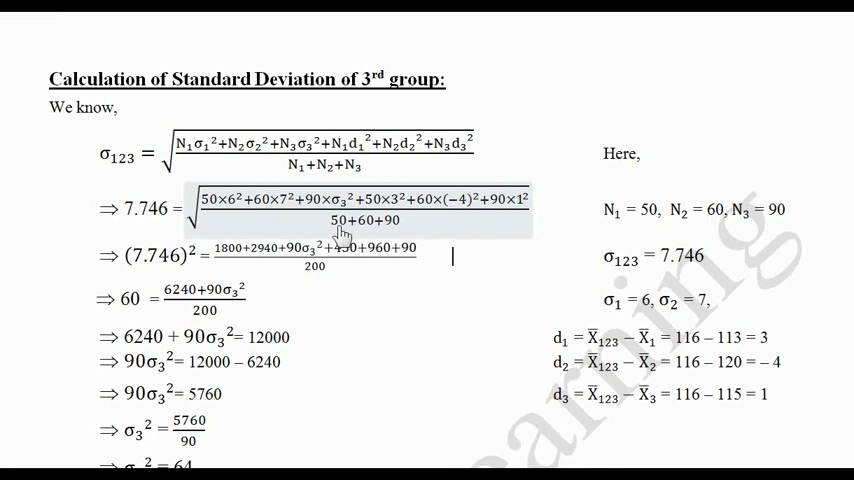 Calculation of Standard Deviation of 3rd group:
We know,
σ₁₂₃ = √((N₁σ₁²+N₂σ₂²+N₃σ₃²+N₁d₁²+N₂d₂²+N₃d₃²)/(N₁+N₂+N₃))
⇒ 7.746 = √((50×6²+60×7²+90×σ₃²+50×3²+60×(−4)²+90×1²)/(50+60+90))
⇒ (7.746)² = (1800+2940+90σ₃²+450+960+90)/200
⇒ 60 = (6240+90σ₃²)/200
⇒ 6240 + 90σ₃²= 12000
⇒ 90σ₃²= 12000 – 6240
⇒ 90σ₃²= 5760
⇒ σ₃² = 5760/90
⇒ σ₃² = 64
Here,
N₁ = 50, N₂ = 60, N₃ = 90
σ₁₂₃ = 7.746
σ₁ = 6, σ₂ = 7,
d₁ = X̅₁₂₃ – X̅₁ = 116 – 113 = 3
d₂ = X̅₁₂₃ – X̅₂ = 116 – 120 = – 4
d₃ = X̅₁₂₃ – X̅₃ = 116 – 115 = 1